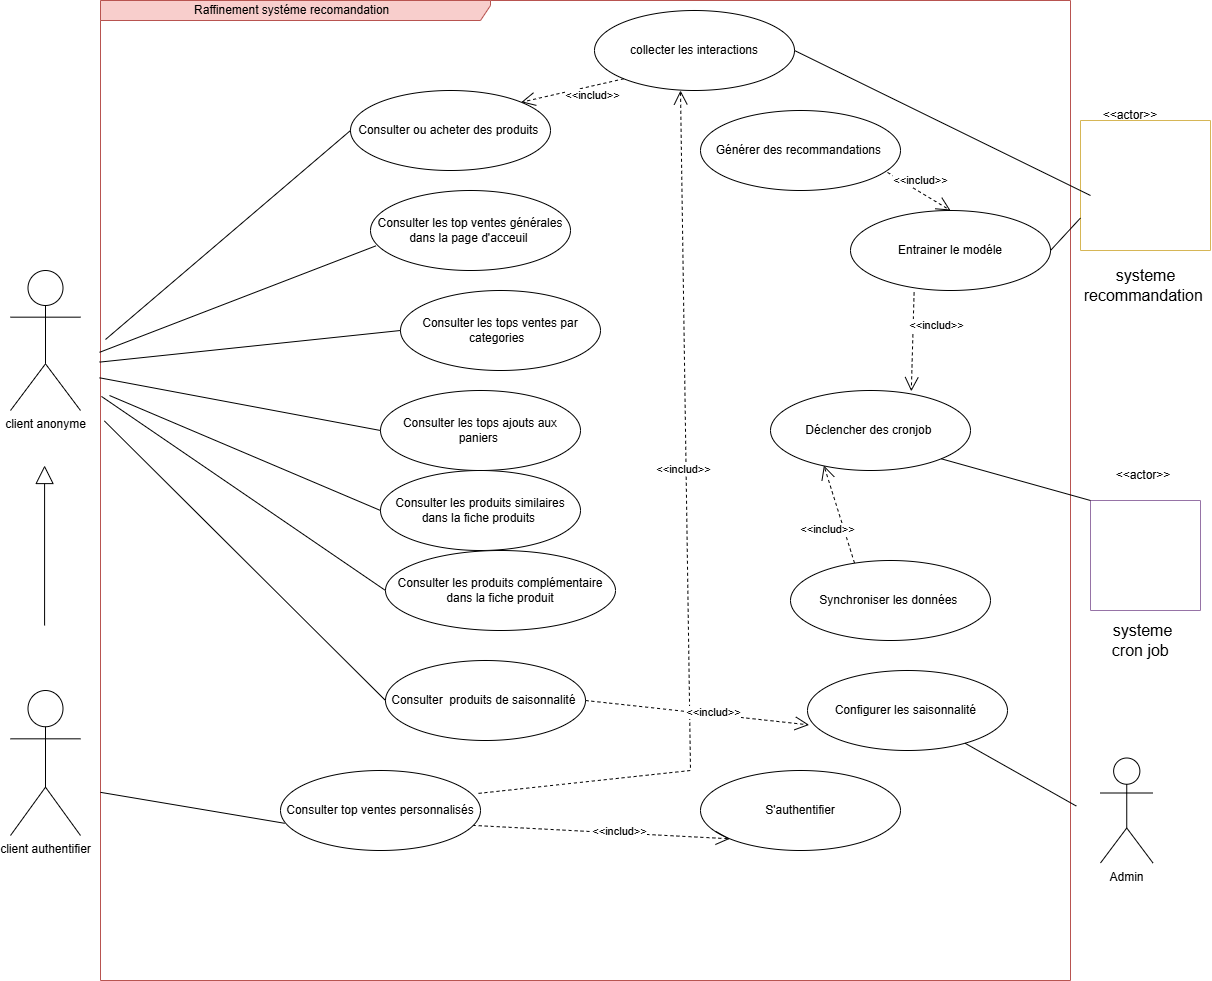 Raffinement systéme recomandation
collecter les interactions
<<includ>>
Consulter ou acheter des produits
<<actor>>
Générer des recommandations
<<includ>>
Consulter les top ventes générales
dans la page d'acceuil
Entrainer le modéle
systeme
recommandation
Consulter les tops ventes par
categories
<<includ>>
client anonyme
Consulter les tops ajouts aux
paniers
Déclencher des cronjob
<<includ>>
<<actor>>
Consulter les produits similaires
dans la fiche produits
<<includ>>
Consulter les produits complémentaire
dans la fiche produit
Synchroniser les données
systeme
cron job
Consulter  produits de saisonnalité
<<includ>>
Configurer les saisonnalité
Consulter top ventes personnalisés
<<includ>>
S'authentifier
client authentifier
Admin